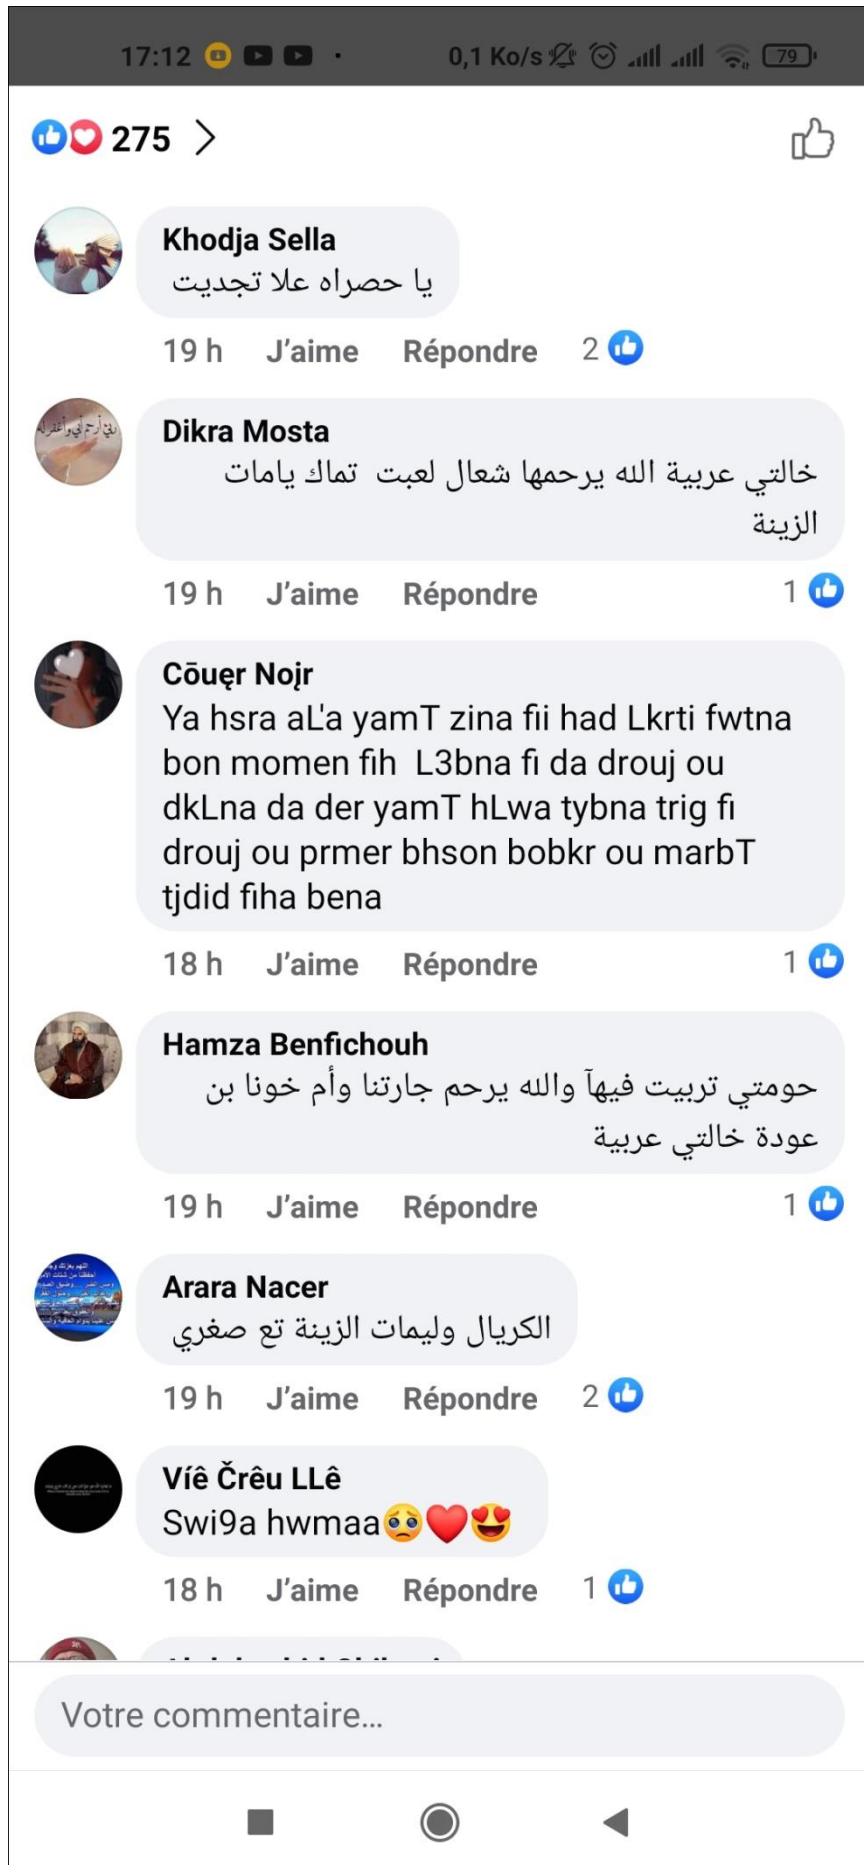 17:12
0,1 Ko/s
79
275
Khodja Sella
يا حصراه علا تجديت
19 h J'aime Répondre 2
Dikra Mosta
خالتي عربية الله يرحمها شعال لعبت تماك يامات
الزينة
19 h J'aime Répondre 1
Cōuęr Noįr
Ya hsra aL'a yamT zina fii had Lkrti fwtna
bon momen fih L3bna fi da drouj ou
dkLna da der yamT hLwa tybna trig fi
drouj ou prmer bhson bobkr ou marbT
tjdid fiha bena
18 h J'aime Répondre 1
Hamza Benfichouh
حومتي تربيت فيهآ والله يرحم جارتنا وأم خونا بن
عودة خالتي عربية
19 h J'aime Répondre 1
Arara Nacer
الكريال وليمات الزينة تع صغري
19 h J'aime Répondre 2
Víê Črêu LLê
Swi9a hwmaa🥺❤️😍
18 h J'aime Répondre 1
Votre commentaire...